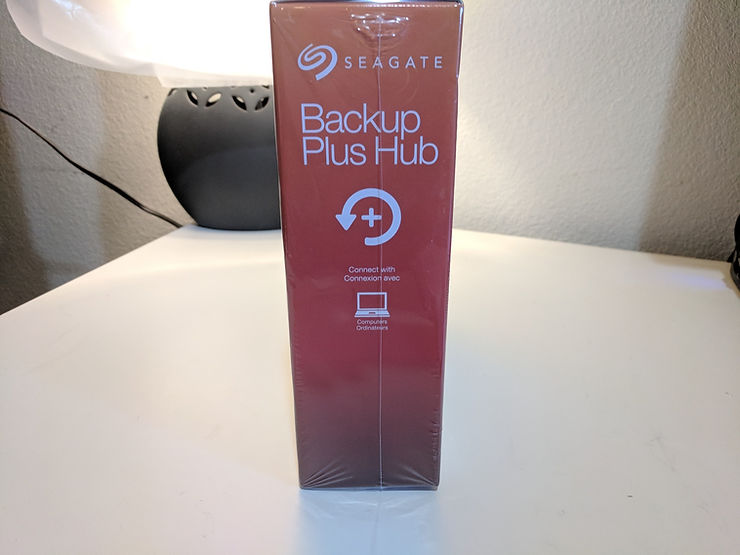 SEAGATE
Backup
Plus Hub
Connect with
Connexion avec
Computers
Ordinateurs